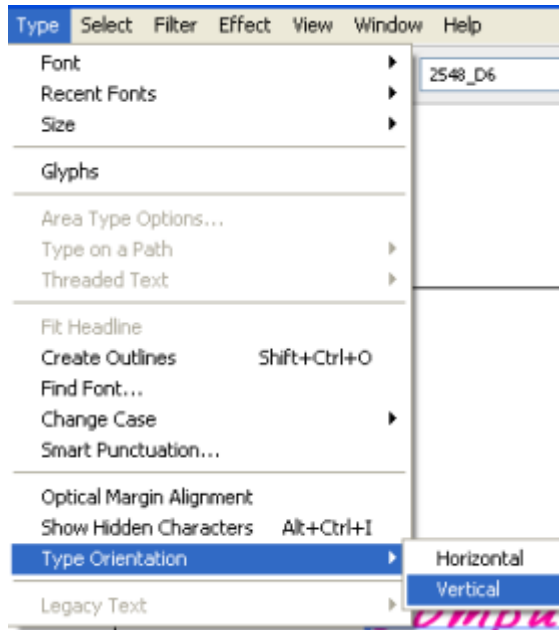 Type Select Filter Effect View Window Help
2548_D6
Font
Recent Fonts
Size
Glyphs
Area Type Options...
Type on a Path
Threaded Text
Fit Headline
Create Outlines Shift+Ctrl+O
Find Font...
Change Case
Smart Punctuation...
Optical Margin Alignment
Show Hidden Characters Alt+Ctrl+I
Type Orientation
Horizontal
Vertical
Legacy Text